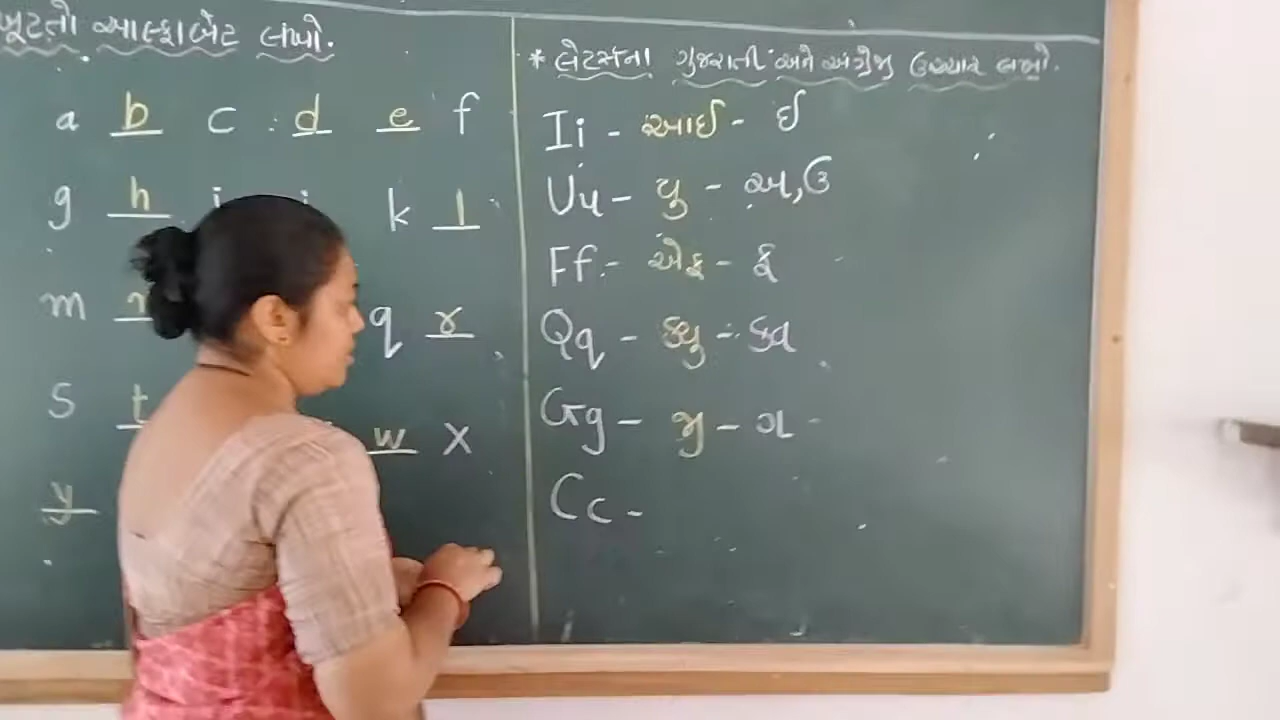 ખૂટતો આલ્ફાબેટ લખો.
a b c d e f
g h i j k l
m n q r
s t w x
y
* લેટર્સના ગુજરાતી અને અંગ્રેજી ઉચ્ચાર લખો.
Ii - આઈ - ઈ
Uu - યુ - અ,ઉ
Ff - એફ - ફ
Qq - ક્યુ - ક્વ
Gg - જી - ગ
Cc -